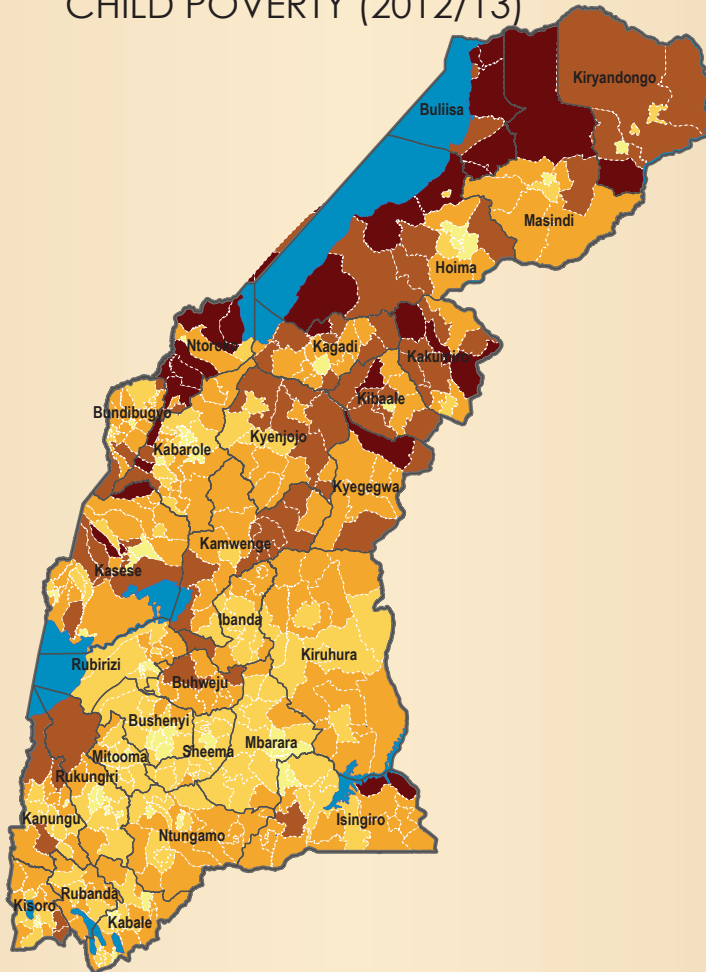 CHILD POVERTY (2012/13)
Kiryandongo
Buliisa
Masindi
Hoima
Ntoroko
Kagadi
Kakumiro
Kibaale
Bundibugyo
Kyenjojo
Kabarole
Kyegegwa
Kamwenge
Kasese
Ibanda
Kiruhura
Rubirizi
Buhweju
Bushenyi
Sheema
Mbarara
Mitooma
Rukungiri
Kanungu
Isingiro
Ntungamo
Rubanda
Kisoro
Kabale